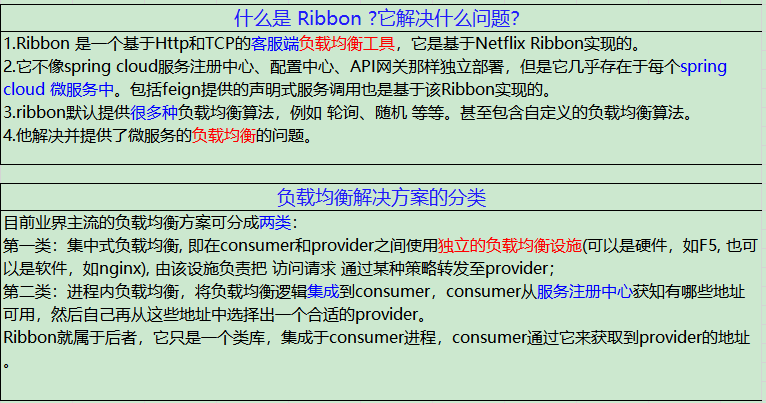 什么是 Ribbon ?它解决什么问题?
1.Ribbon 是一个基于Http和TCP的客服端负载均衡工具，它是基于Netflix Ribbon实现的。
2.它不像spring cloud服务注册中心、配置中心、API网关那样独立部署，但是它几乎存在于每个spring
cloud 微服务中。包括feign提供的声明式服务调用也是基于该Ribbon实现的。
3.ribbon默认提供很多种负载均衡算法，例如 轮询、随机 等等。甚至包含自定义的负载均衡算法。
4.他解决并提供了微服务的负载均衡的问题。
负载均衡解决方案的分类
目前业界主流的负载均衡方案可分成两类：
第一类：集中式负载均衡, 即在consumer和provider之间使用独立的负载均衡设施(可以是硬件，如F5, 也可
以是软件，如nginx), 由该设施负责把 访问请求 通过某种策略转发至provider；
第二类：进程内负载均衡，将负载均衡逻辑集成到consumer，consumer从服务注册中心获知有哪些地址
可用，然后自己再从这些地址中选择出一个合适的provider。
Ribbon就属于后者，它只是一个类库，集成于consumer进程，consumer通过它来获取到provider的地址
。